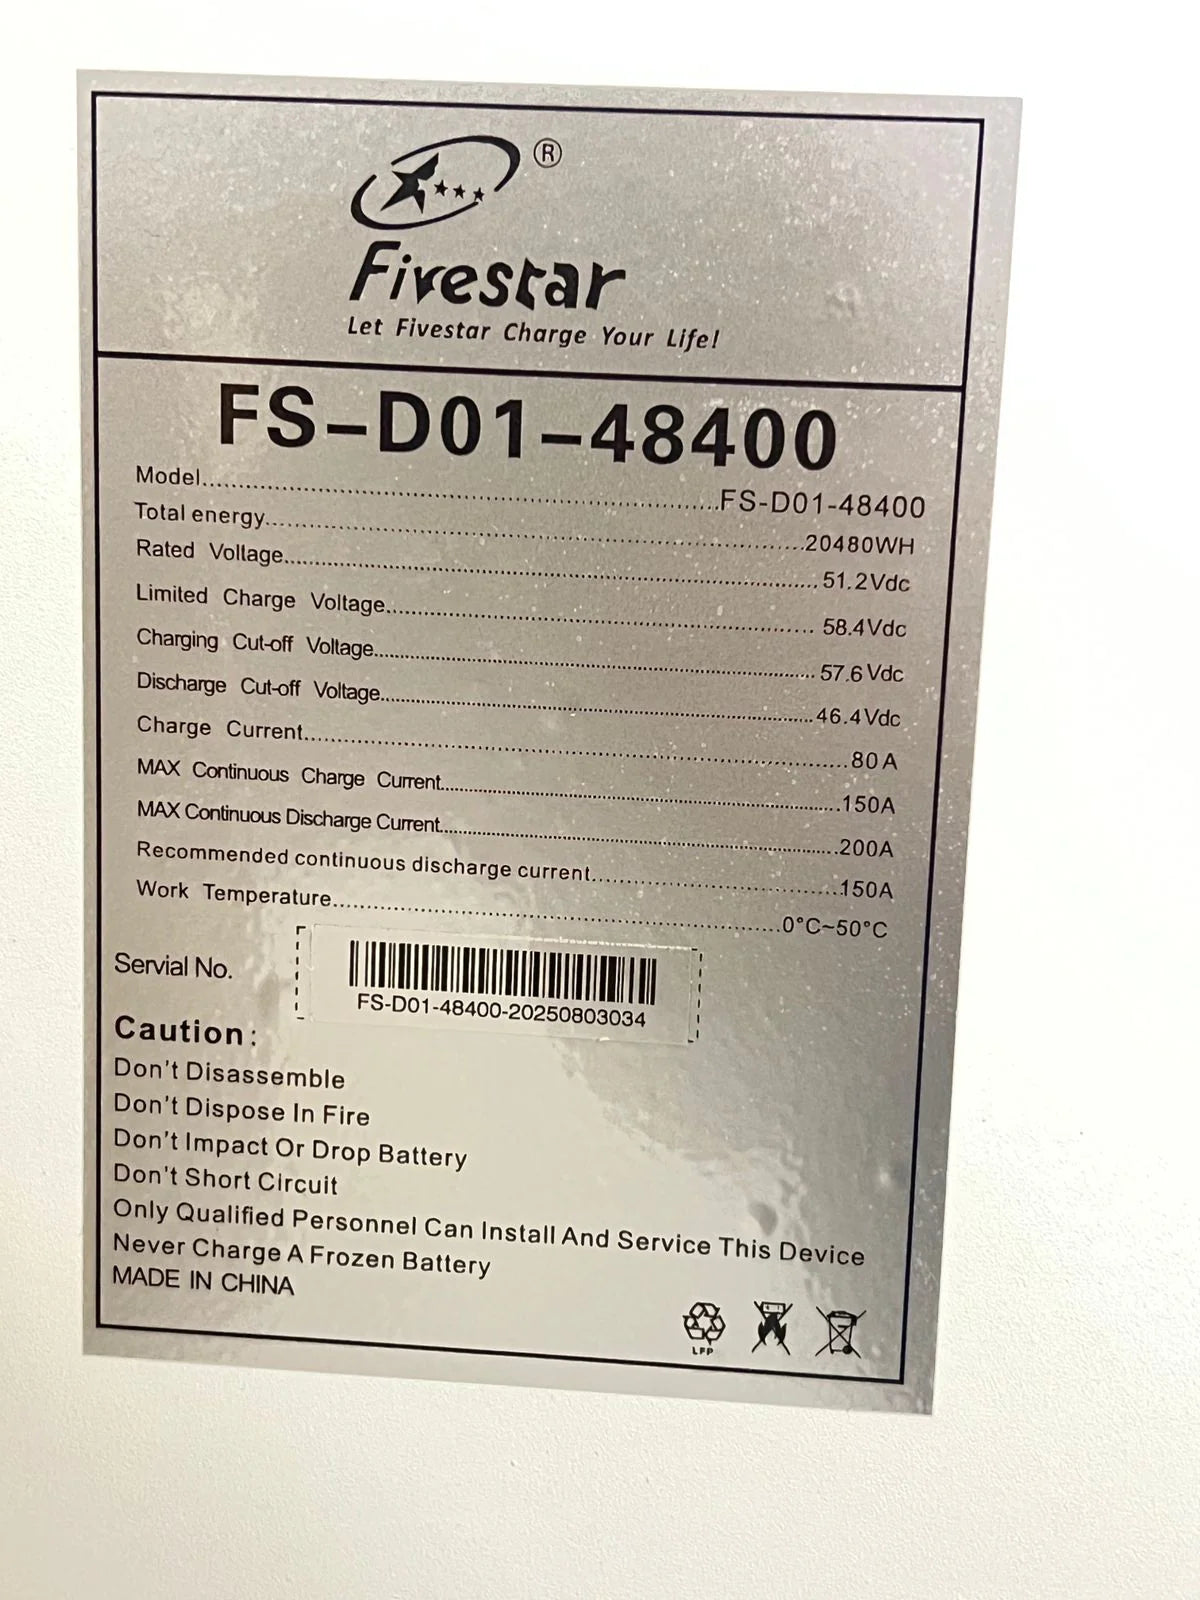 ®
Fivestar
Let Fivestar Charge Your Life!
FS-D01-48400
Model.....FS-D01-48400
Total energy.....20480WH
Rated Vollage.....51.2Vdc
Limited Charge Voltage.....58.4Vdc
Charging Cut-off Voltage.....57.6Vdc
Discharge Cut-off Voltage.....46.4Vdc
Charge Current.....80A
MAX Continuous Charge Current.....150A
MAX Continuous Discharge Current.....200A
Recommended continuous discharge current.....150A
Work Temperature.....0°C~50°C
Servial No.
FS-D01-48400-20250803034
Caution:
Don't Disassemble
Don't Dispose In Fire
Don't Impact Or Drop Battery
Don't Short Circuit
Only Qualified Personnel Can Install And Service This Device
Never Charge A Frozen Battery
MADE IN CHINA
LFP